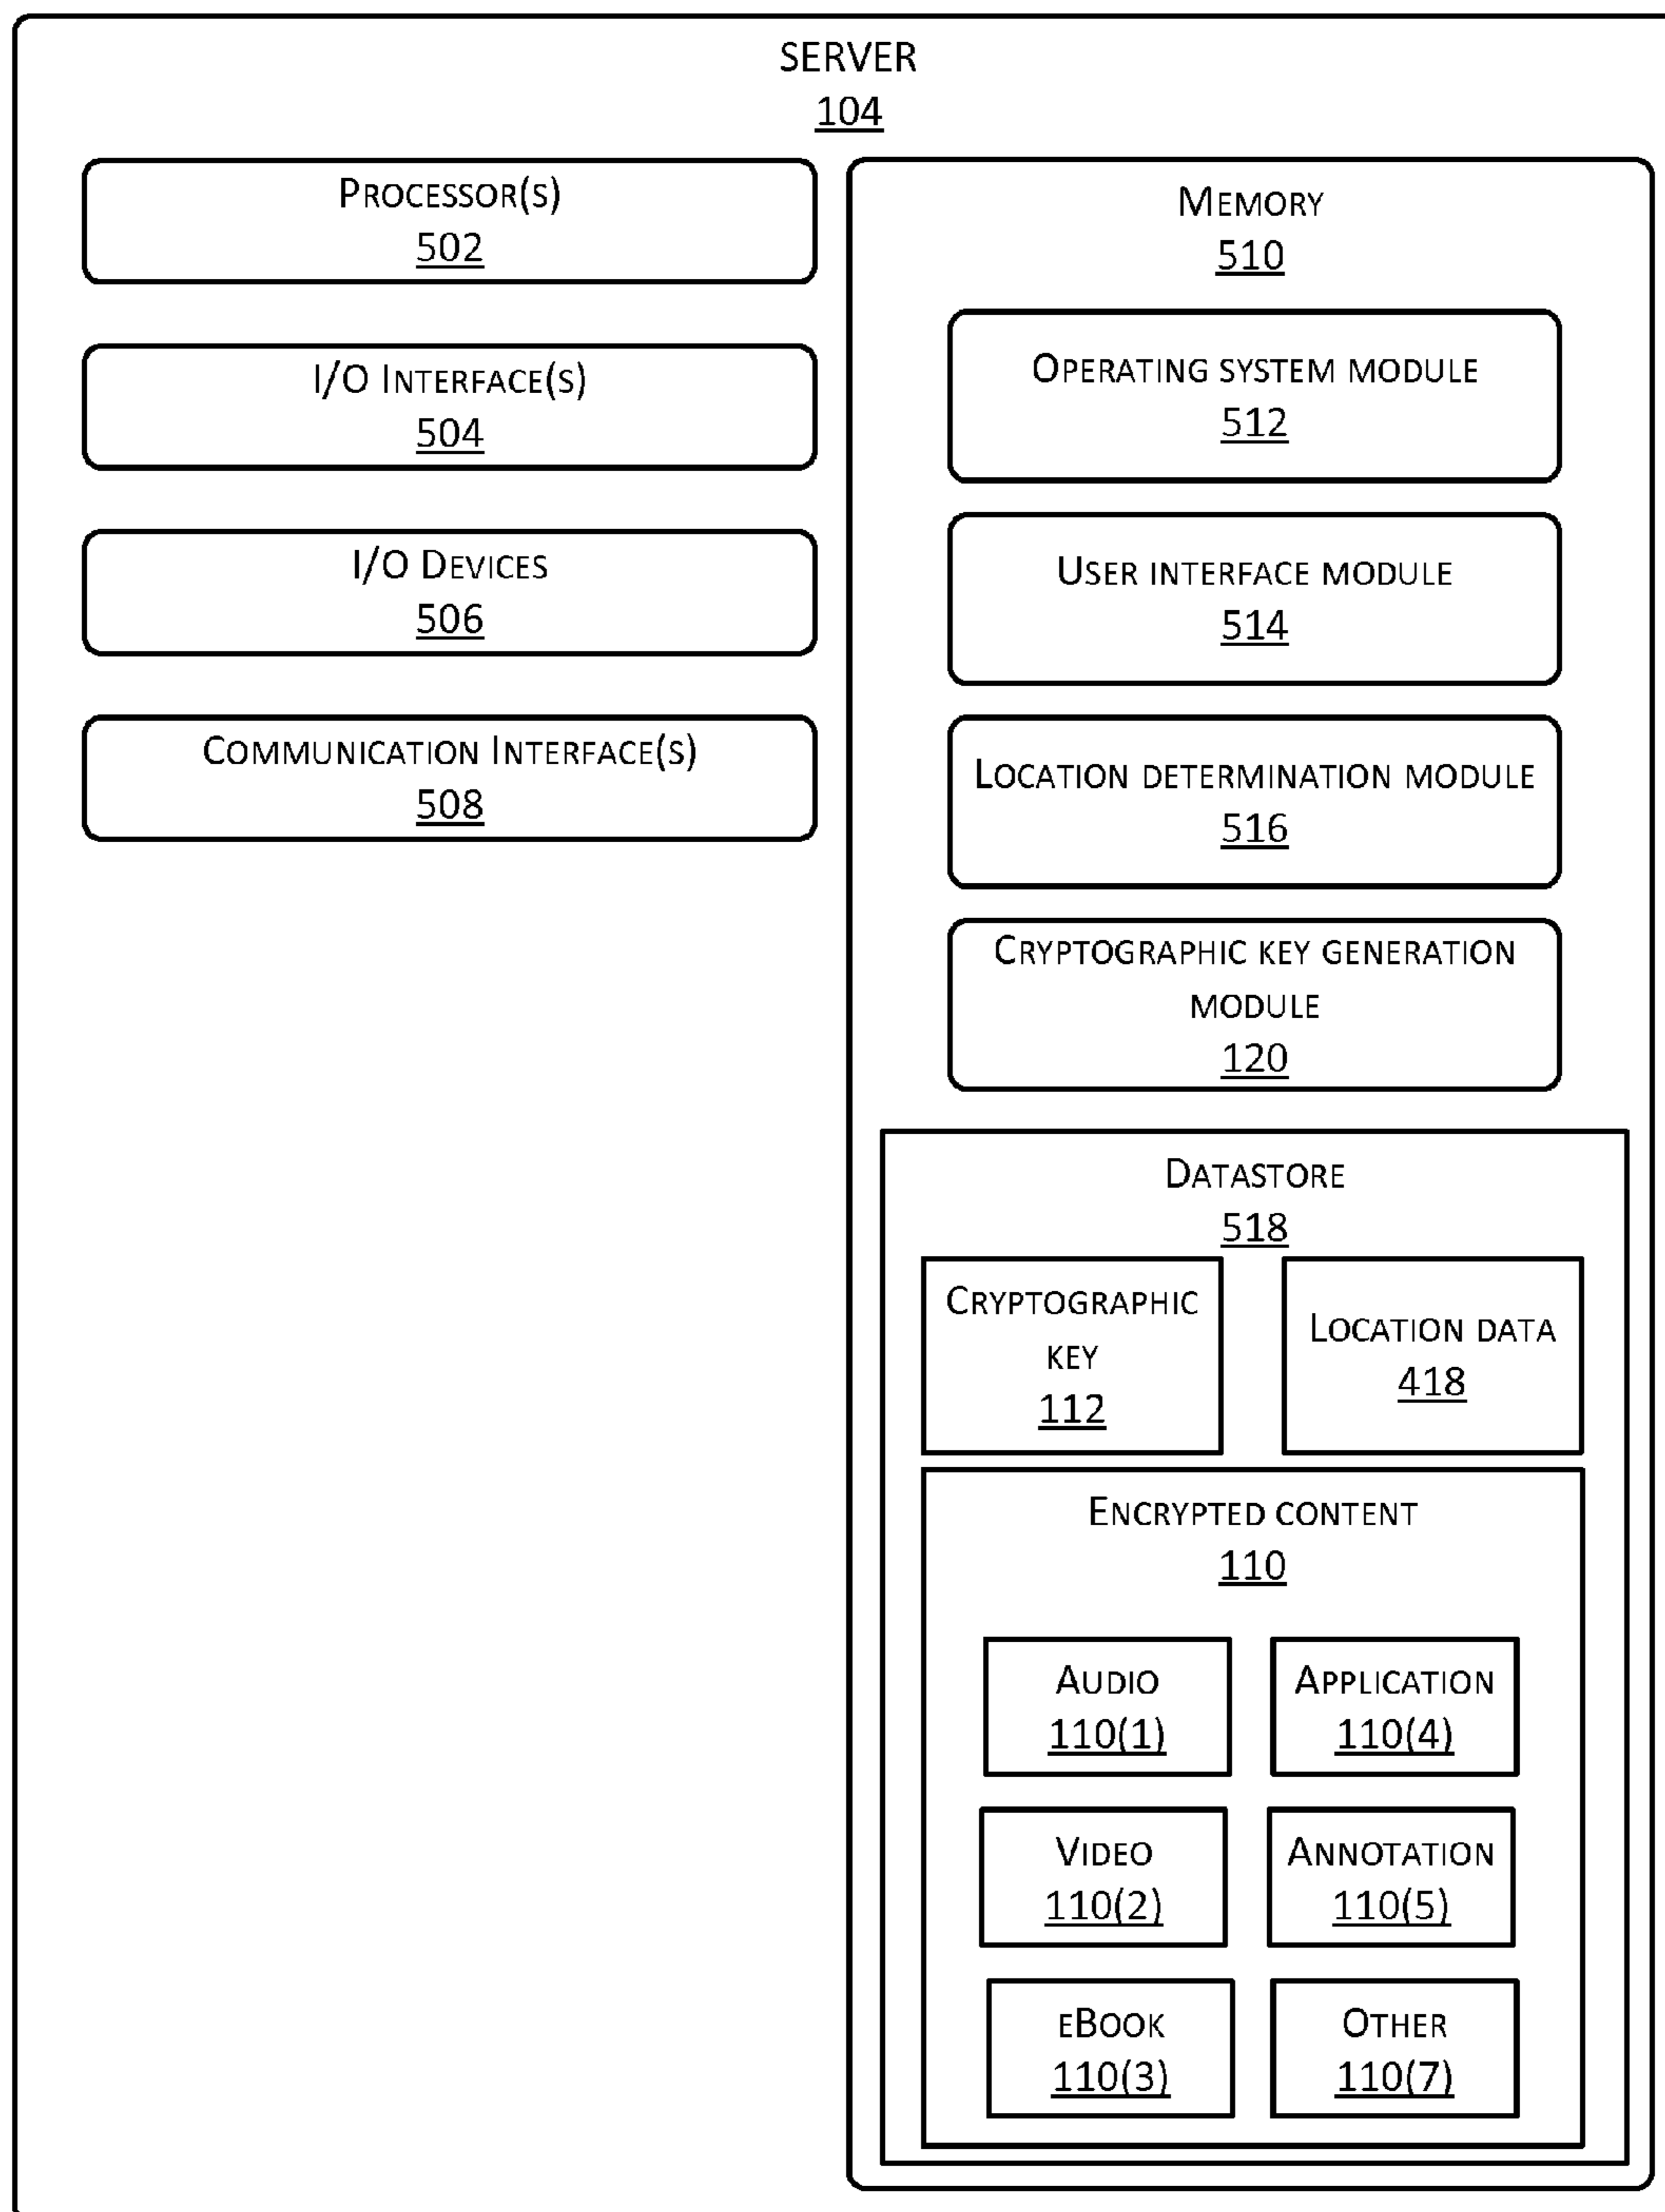 SERVER
104
PROCESSOR(S)
502
I/O INTERFACE(S)
504
I/O DEVICES
506
COMMUNICATION INTERFACE(S)
508
MEMORY
510
OPERATING SYSTEM MODULE
512
USER INTERFACE MODULE
514
LOCATION DETERMINATION MODULE
516
CRYPTOGRAPHIC KEY GENERATION
MODULE
120
DATASTORE
518
CRYPTOGRAPHIC
KEY
112
LOCATION DATA
418
ENCRYPTED CONTENT
110
AUDIO
110(1)
APPLICATION
110(4)
VIDEO
110(2)
ANNOTATION
110(5)
EBOOK
110(3)
OTHER
110(7)